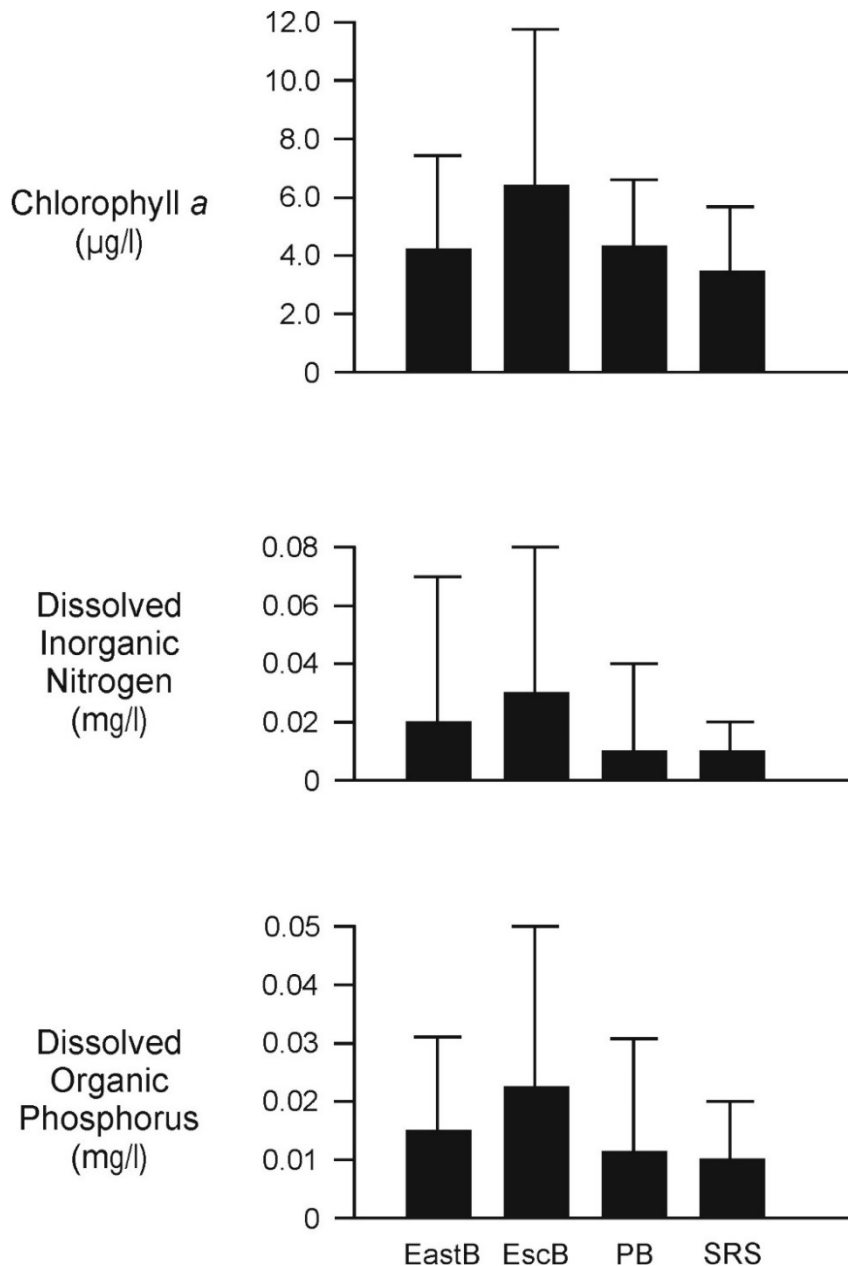 12.0
10.0
8.0
6.0
4.0
2.0
0
Chlorophyll a
(µg/l)
0.08
0.06
0.04
0.02
0
Dissolved
Inorganic
Nitrogen
(mg/l)
0.05
0.04
0.03
0.02
0.01
0
Dissolved
Organic
Phosphorus
(mg/l)
EastB EscB PB SRS